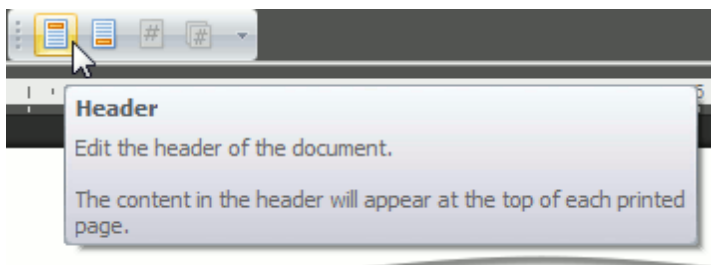 # #
5
Header
Edit the header of the document.
The content in the header will appear at the top of each printed
page.